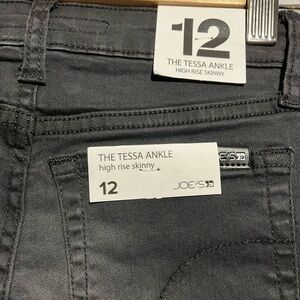 12
THE TESSA ANKLE
HIGH RISE SKINNY
THE TESSA ANKLE
high rise skinny
12
JOE'S
E'S